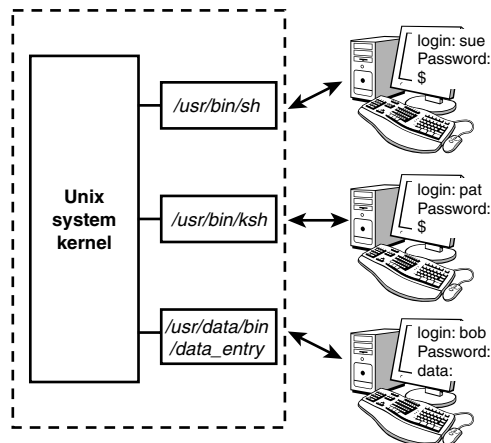 Unix
system
kernel
/usr/bin/sh
login: sue
Password:
$
/usr/bin/ksh
login: pat
Password:
$
/usr/data/bin
/data_entry
login: bob
Password:
data: